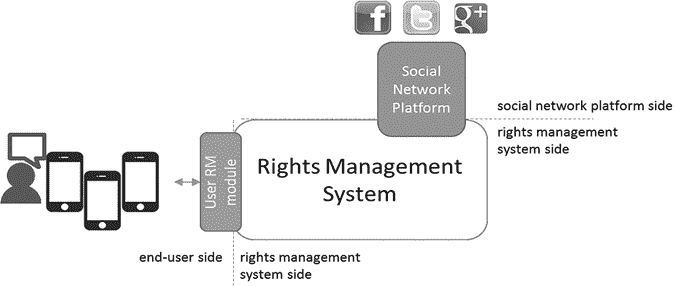 f
t
g+
Social
Network
Platform
social network platform side
rights management
system side
User RM
module
Rights Management
System
end-user side
rights management
system side